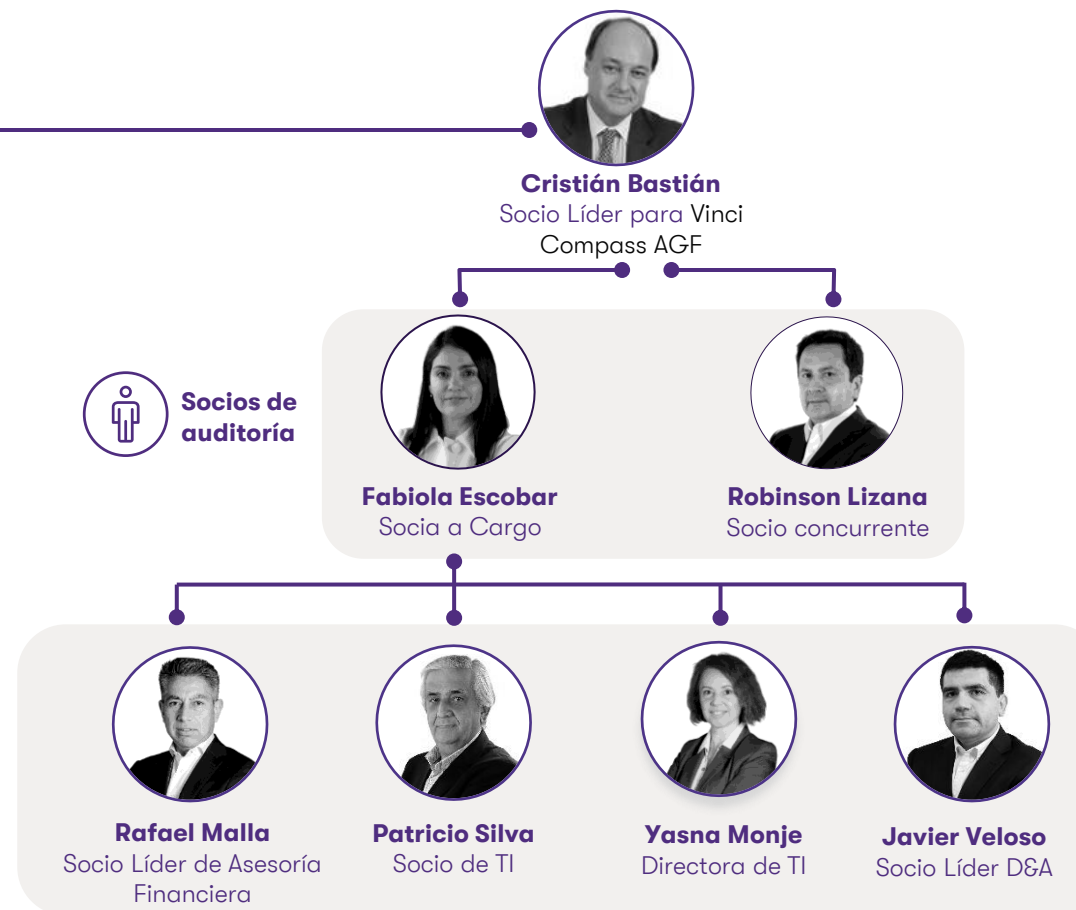 Cristián Bastián
Socio Líder para Vinci
Compass AGF
Socios de
auditoría
Fabiola Escobar
Socia a Cargo
Robinson Lizana
Socio concurrente
Rafael Malla
Socio Líder de Asesoría
Financiera
Patricio Silva
Socio de TI
Yasna Monje
Directora de TI
Javier Veloso
Socio Líder D&A